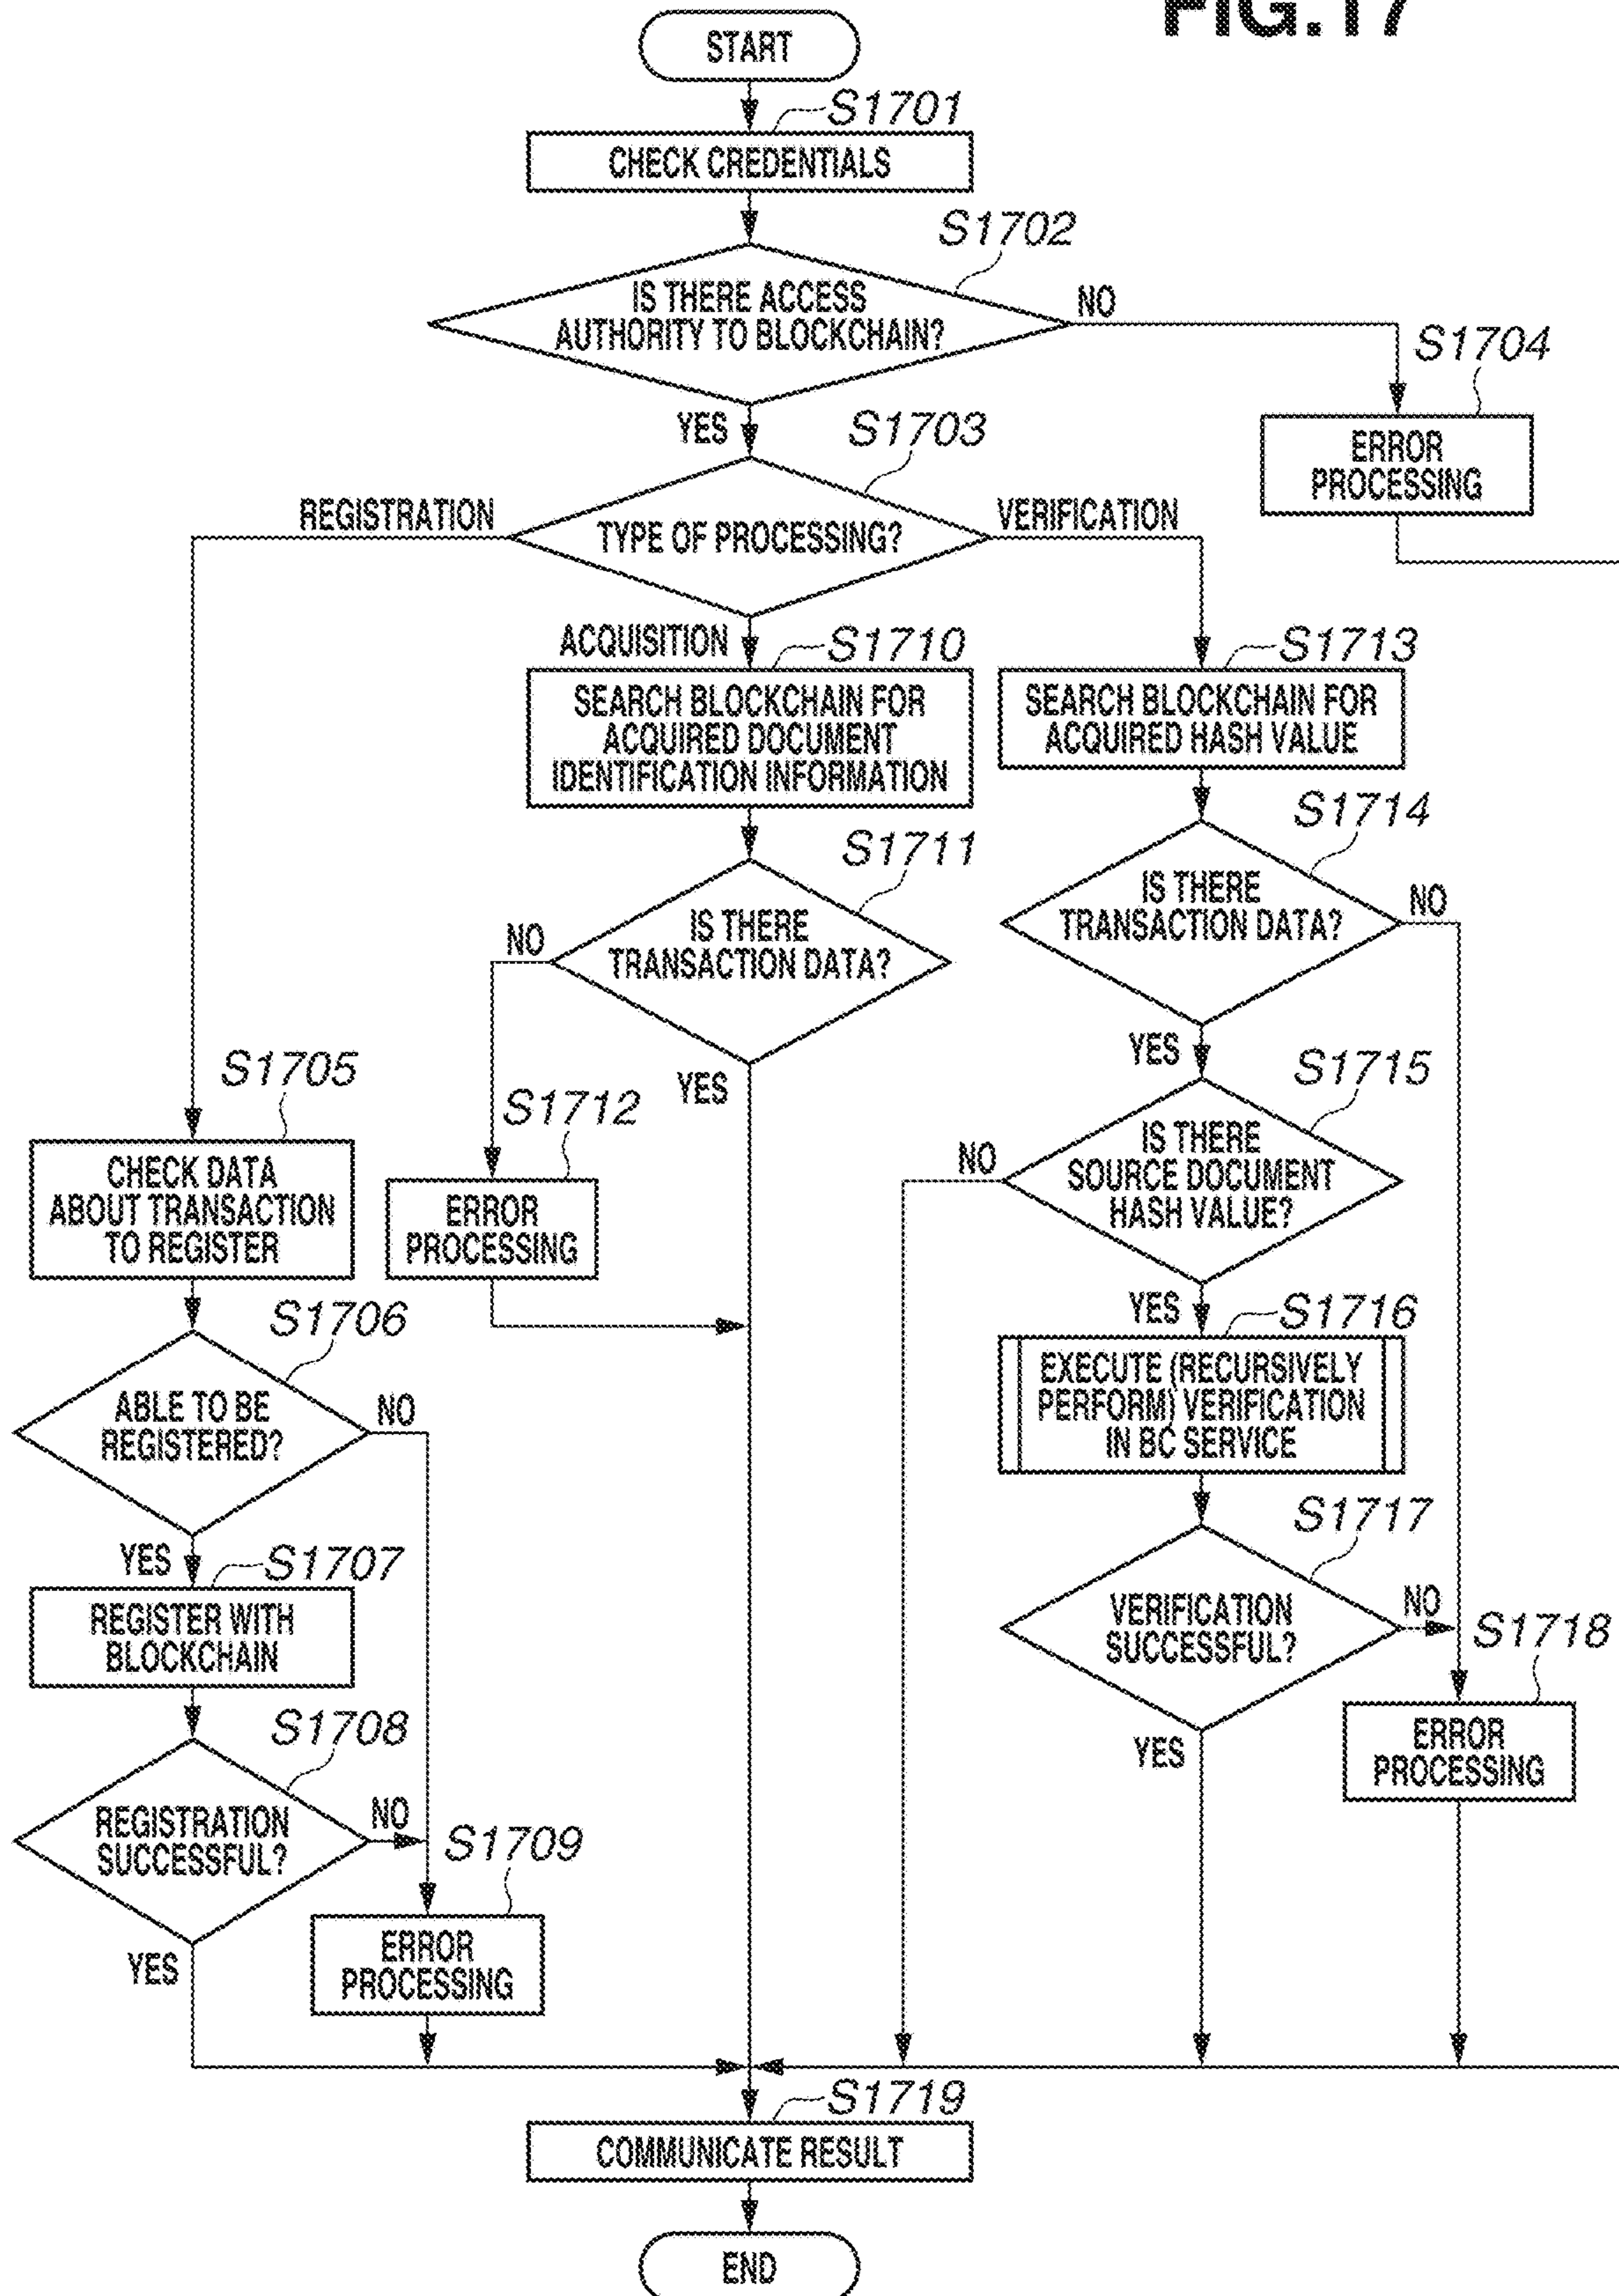 FIG.17
START
S1701
CHECK CREDENTIALS
S1702
IS THERE ACCESS
AUTHORITY TO BLOCKCHAIN?
NO
S1704
ERROR
PROCESSING
YES
S1703
REGISTRATION
TYPE OF PROCESSING?
VERIFICATION
ACQUISITION
S1710
SEARCH BLOCKCHAIN FOR
ACQUIRED DOCUMENT
IDENTIFICATION INFORMATION
S1713
SEARCH BLOCKCHAIN FOR
ACQUIRED HASH VALUE
S1711
IS THERE
TRANSACTION DATA?
NO
YES
S1714
IS THERE
TRANSACTION DATA?
NO
YES
S1705
CHECK DATA
ABOUT TRANSACTION
TO REGISTER
S1712
ERROR
PROCESSING
S1715
IS THERE
SOURCE DOCUMENT
HASH VALUE?
NO
YES
S1706
ABLE TO BE
REGISTERED?
NO
YES
S1716
EXECUTE (RECURSIVELY
PERFORM) VERIFICATION
IN BC SERVICE
S1707
REGISTER WITH
BLOCKCHAIN
S1717
VERIFICATION
SUCCESSFUL?
NO
YES
S1718
ERROR
PROCESSING
S1708
REGISTRATION
SUCCESSFUL?
NO
YES
S1709
ERROR
PROCESSING
S1719
COMMUNICATE RESULT
END